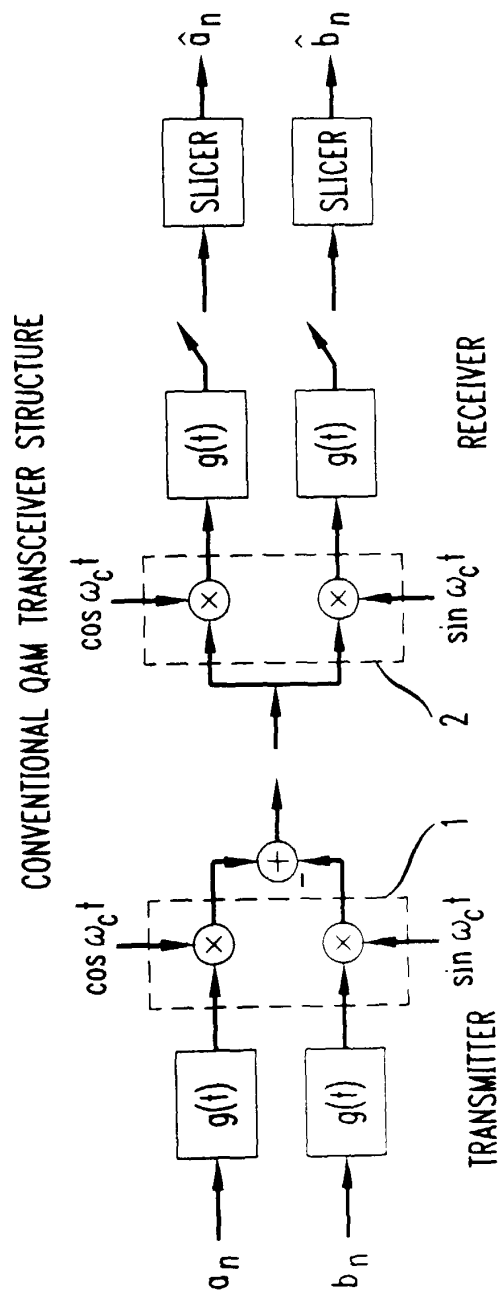 CONVENTIONAL QAM TRANSCEIVER STRUCTURE
cos ω_c t
cos ω_c t
a_n
g(t)
×
+
-
×
g(t)
SLICER
â_n
b_n
g(t)
×
×
g(t)
SLICER
b̂_n
sin ω_c t
1
2
sin ω_c t
TRANSMITTER
RECEIVER